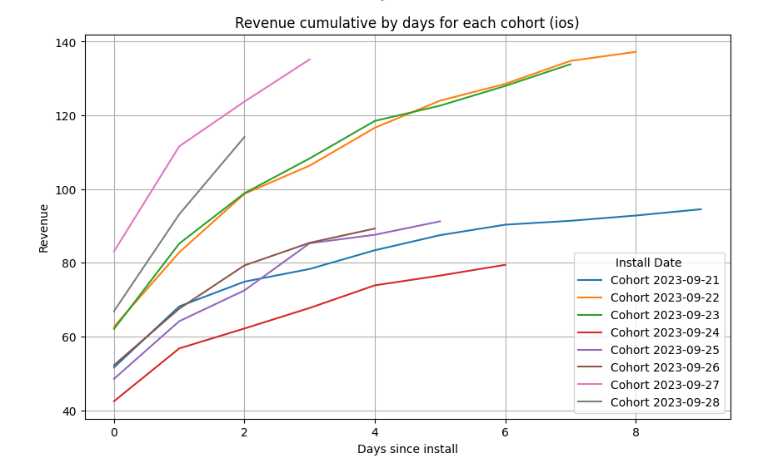 Revenue cumulative by days for each cohort (ios)
140
120
100
80
60
40
Revenue
0
2
4
6
8
Days since install
Install Date
Cohort 2023-09-21
Cohort 2023-09-22
Cohort 2023-09-23
Cohort 2023-09-24
Cohort 2023-09-25
Cohort 2023-09-26
Cohort 2023-09-27
Cohort 2023-09-28